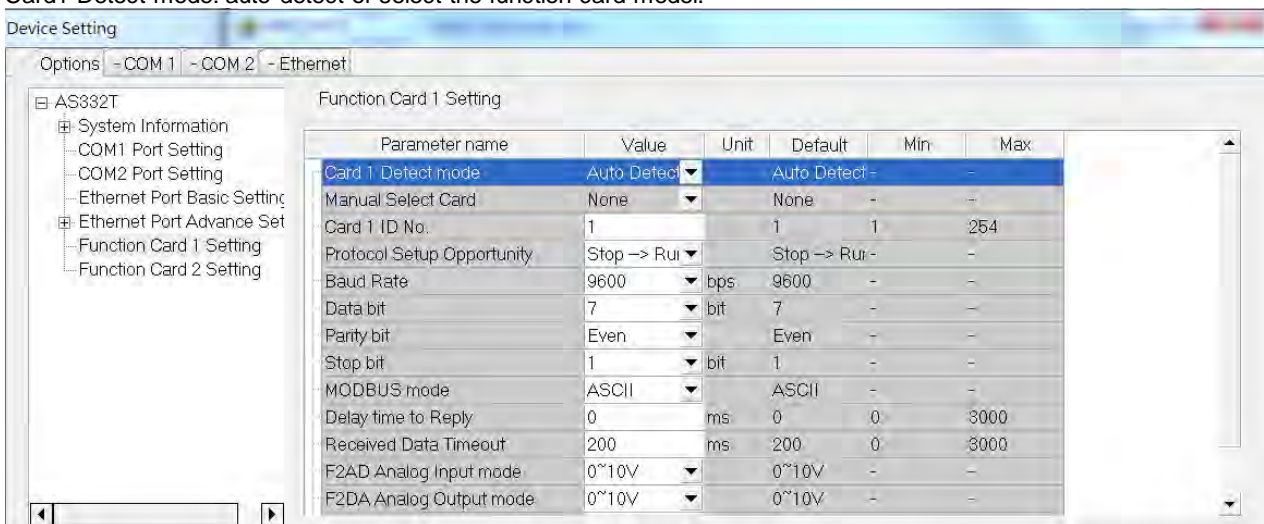 Card1 Detect mode: auto-detect or select the function card model.
Device Setting
Options - COM 1 - COM 2 - Ethernet
AS332T
System Information
COM1 Port Setting
COM2 Port Setting
Ethernet Port Basic Setting
Ethernet Port Advance Set
Function Card 1 Setting
Function Card 2 Setting
Function Card 1 Setting
Parameter name Value Unit Default Min Max
Card 1 Detect mode Auto Detect Auto Detect - -
Manual Select Card None None - -
Card 1 ID No. 1 1 1 254
Protocol Setup Opportunity Stop —> Rui Stop —> Rui - -
Baud Rate 9600 bps 9600 - -
Data bit 7 bit 7 - -
Parity bit Even Even - -
Stop bit 1 bit 1 - -
MODBUS mode ASCII ASCII - -
Delay time to Reply 0 ms 0 0 3000
Received Data Timeout 200 ms 200 0 3000
F2AD Analog Input mode 0~10V 0~10V - -
F2DA Analog Output mode 0~10V 0~10V - -